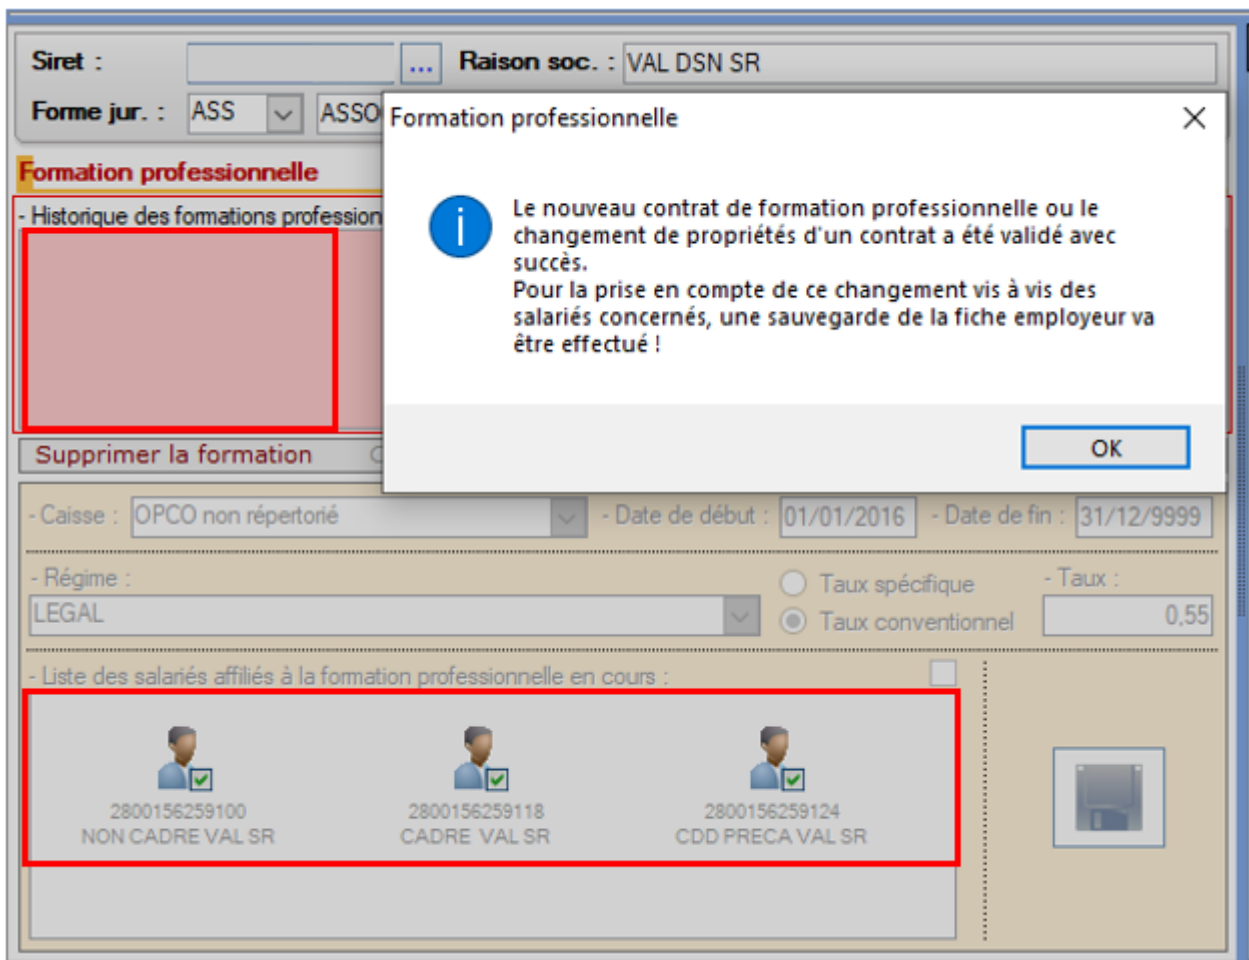 Siret :
... Raison soc. : VAL DSN SR
Forme jur. : ASS
Formation professionnelle
Formation professionnelle
- Historique des formations
Le nouveau contrat de formation professionnelle ou le
changement de propriétés d'un contrat a été validé avec
succès.
Pour la prise en compte de ce changement vis à vis des
salariés concernés, une sauvegarde de la fiche employeur va
être effectué !
OK
Supprimer la formation
- Caisse : OPCO non répertorié - Date de début : 01/01/2016 - Date de fin : 31/12/9999
- Régime :
LEGAL
Taux spécifique
Taux conventionnel
- Taux :
0,55
- Liste des salariés affiliés à la formation professionnelle en cours :
2800156259100
NON CADRE VAL SR
2800156259118
CADRE VAL SR
2800156259124
CDD PRECA VAL SR